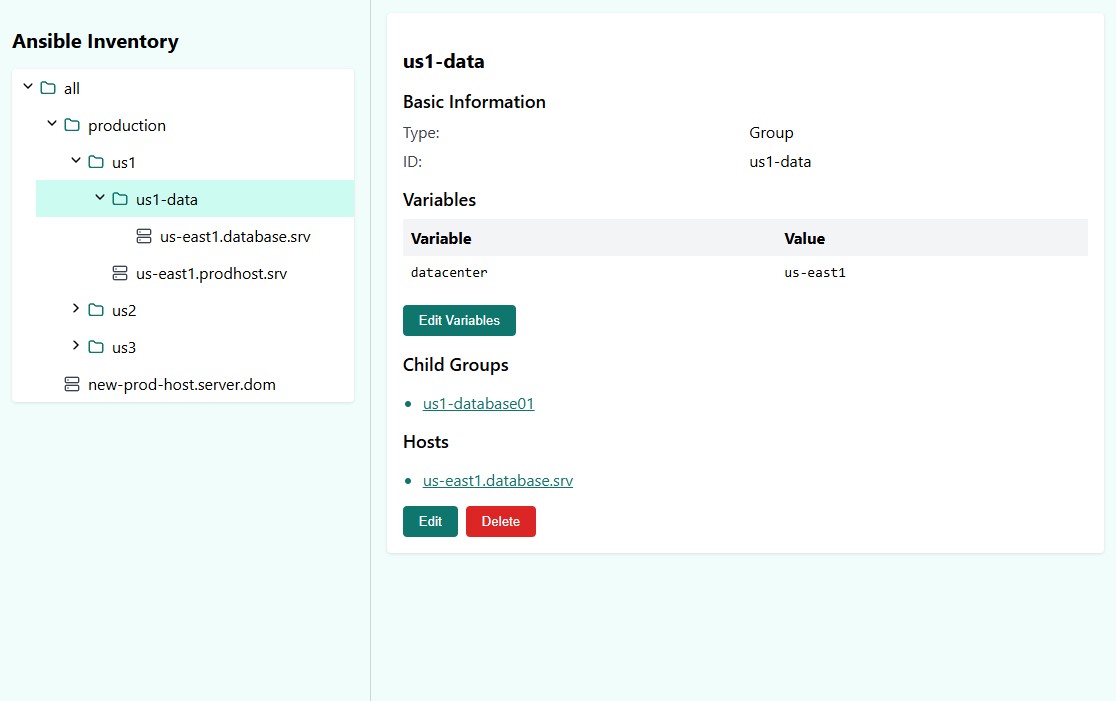 Ansible Inventory
all
production
us1
us1-data
us-east1.database.srv
us-east1.prodhost.srv
us2
us3
new-prod-host.server.dom
us1-data
Basic Information
Type: Group
ID: us1-data
Variables
Variable Value
datacenter us-east1
Edit Variables
Child Groups
us1-database01
Hosts
us-east1.database.srv
Edit Delete